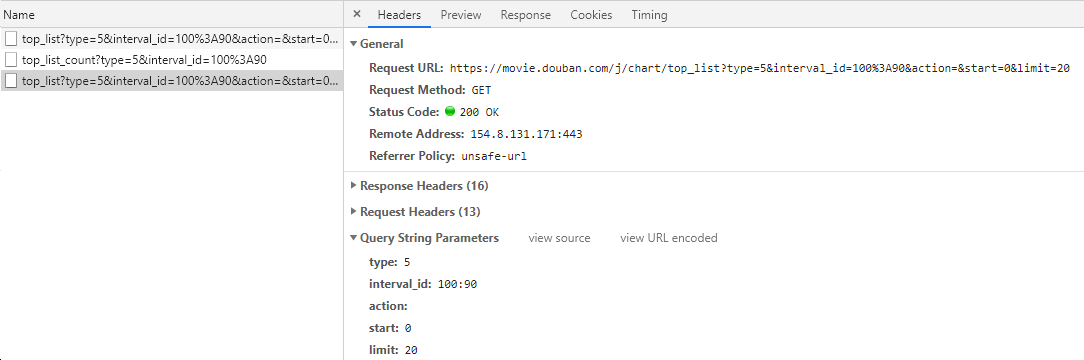 Name
top_list?type=5&interval_id=100%3A90&action=&start=0...
top_list_count?type=5&interval_id=100%3A90
top_list?type=5&interval_id=100%3A90&action=&start=0...
× Headers Preview Response Cookies Timing
General
Request URL: https://movie.douban.com/j/chart/top_list?type=5&interval_id=100%3A90&action=&start=0&limit=20
Request Method: GET
Status Code: 200 OK
Remote Address: 154.8.131.171:443
Referrer Policy: unsafe-url
Response Headers (16)
Request Headers (13)
Query String Parameters view source view URL encoded
type: 5
interval_id: 100:90
action:
start: 0
limit: 20